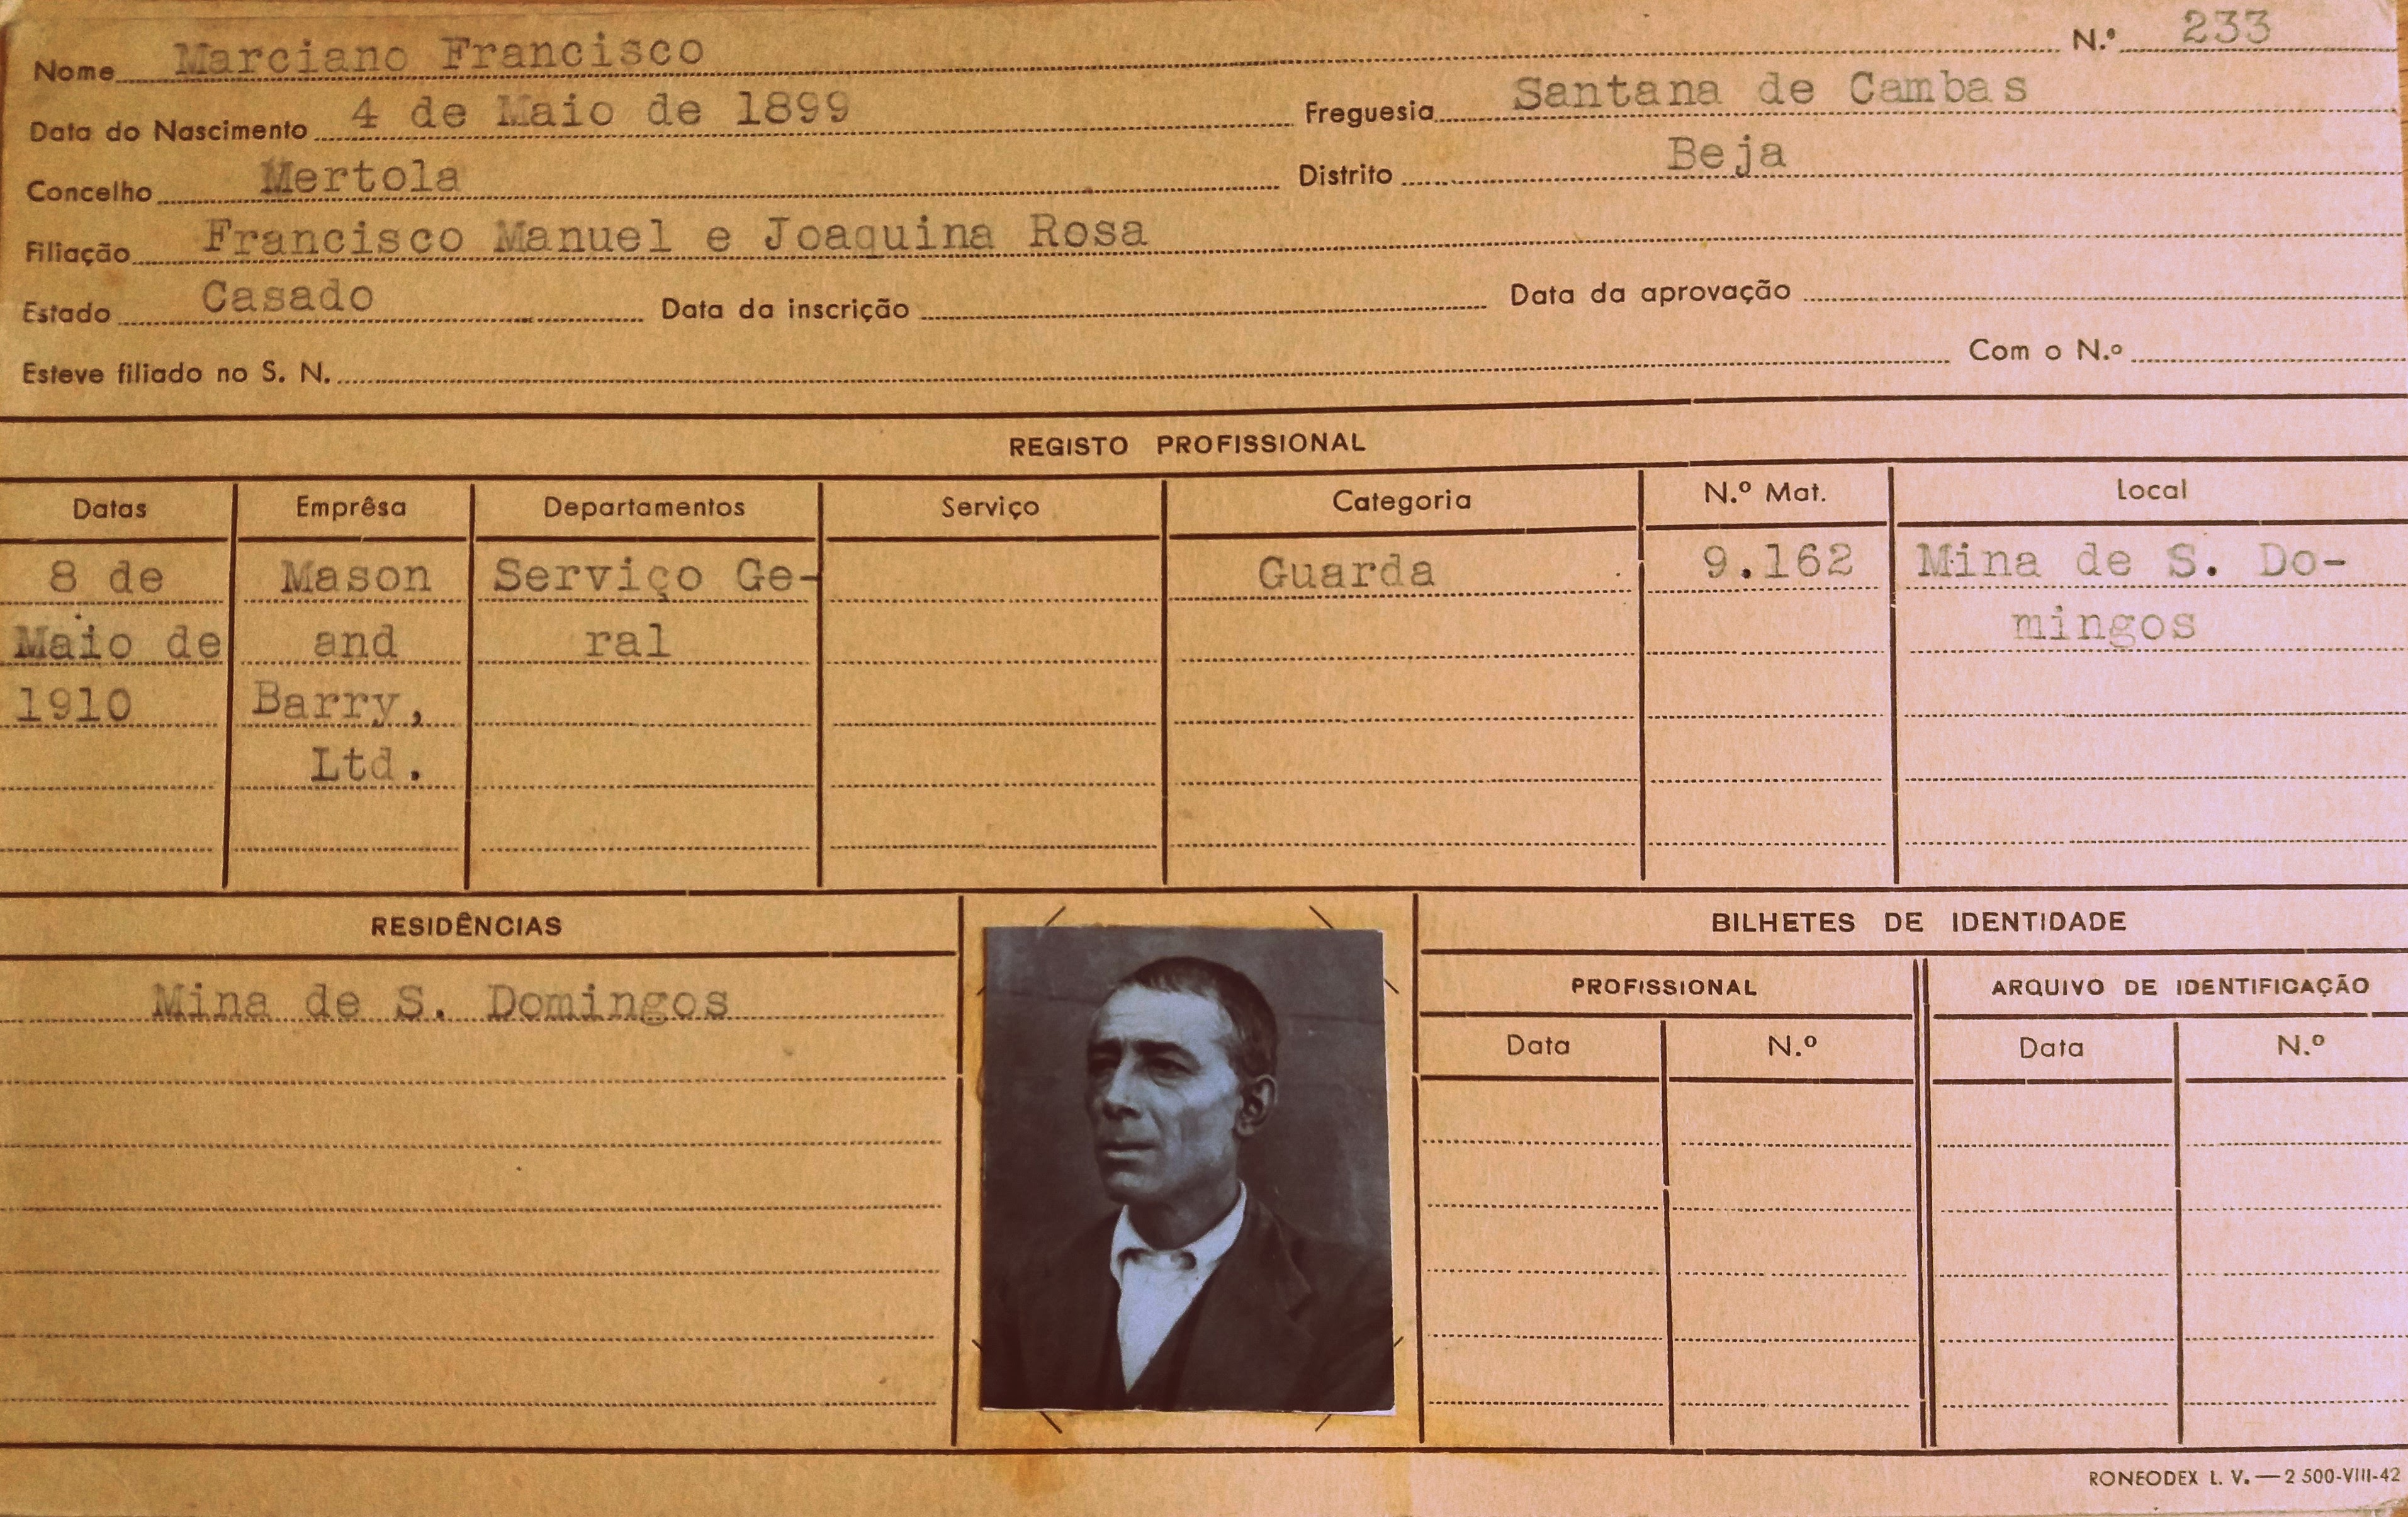 Nome Marciano Francisco N.º 233
Data do Nascimento 4 de Maio de 1899 Freguesia Santana de Cambas
Concelho Mertola Distrito Beja
Filiação Francisco Manuel e Joaquina Rosa
Estado Casado Data da inscrição Data da aprovação
Esteve filiado no S. N. Com o N.º
REGISTO PROFISSIONAL
Datas Emprêsa Departamentos Serviço Categoria N.º Mat. Local
8 de Mason Serviço Ge- Guarda 9.162 Mina de S. Do-
Maio de and ral mingos
1910 Barry,
Ltd.
RESIDÊNCIAS BILHETES DE IDENTIDADE
PROFISSIONAL ARQUIVO DE IDENTIFICAÇÃO
Mina de S. Domingos
Data N.º Data N.º
RONEODEX L. V. — 2 500-VIII-42